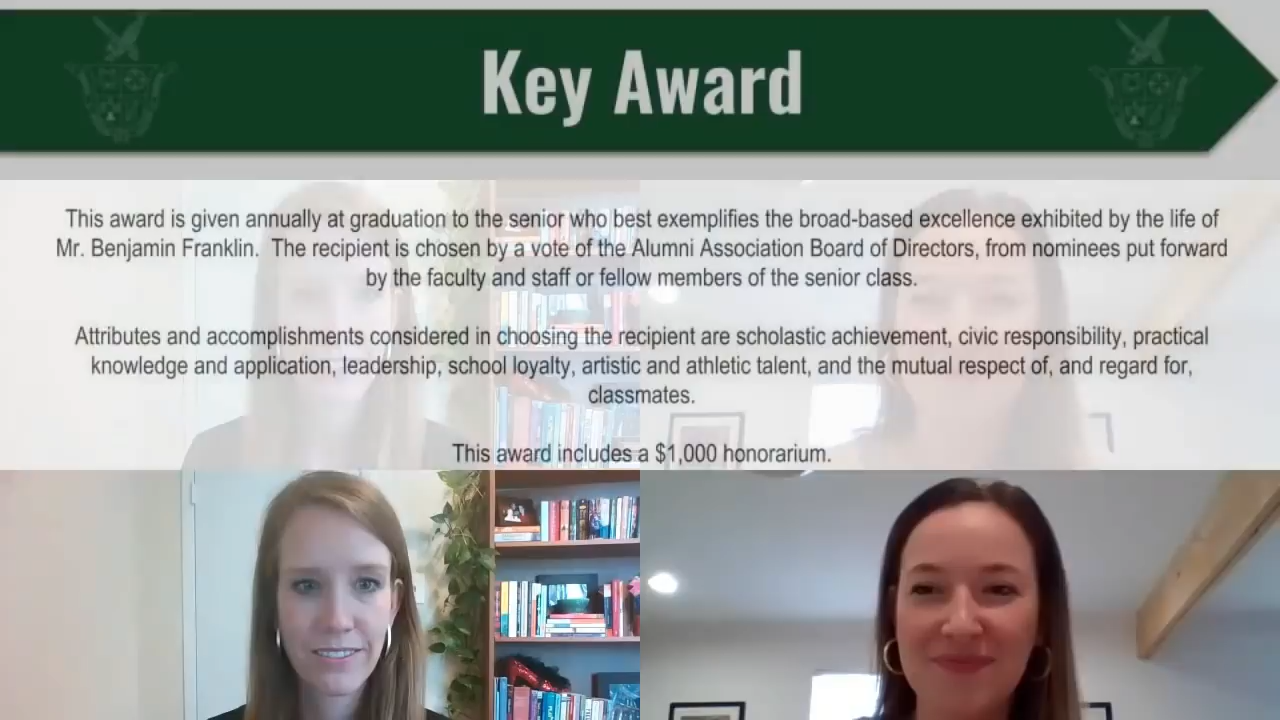 Key Award
This award is given annually at graduation to the senior who best exemplifies the broad-based excellence exhibited by the life of
Mr. Benjamin Franklin.  The recipient is chosen by a vote of the Alumni Association Board of Directors, from nominees put forward
by the faculty and staff or fellow members of the senior class.
Attributes and accomplishments considered in choosing the recipient are scholastic achievement, civic responsibility, practical
knowledge and application, leadership, school loyalty, artistic and athletic talent, and the mutual respect of, and regard for,
classmates.
This award includes a $1,000 honorarium.